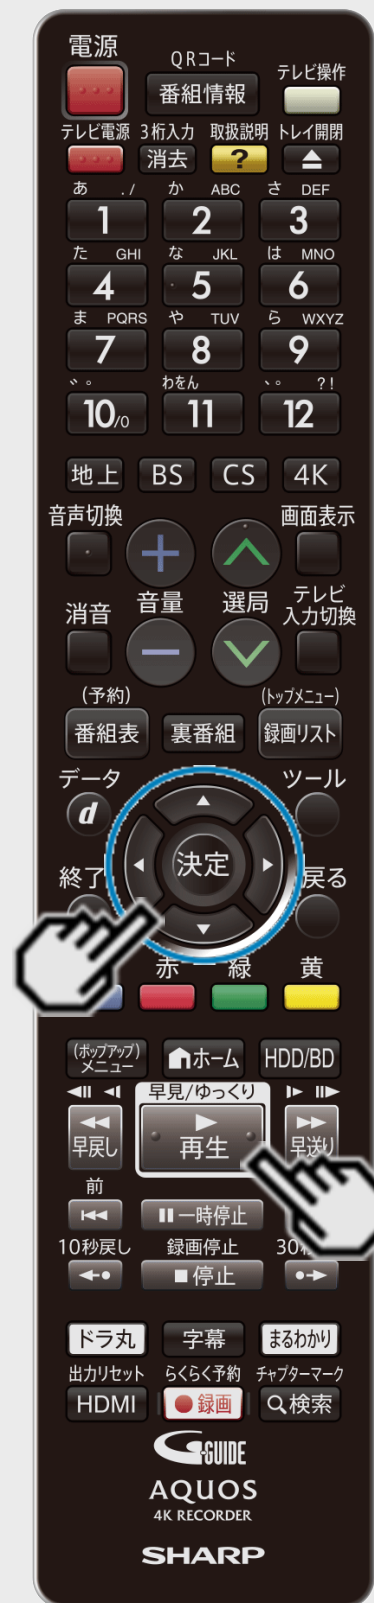 電源
QRコード
テレビ操作
番組情報
テレビ電源 3桁入力 取扱説明 トレイ開閉
消去 ?
あ ./ か ABC さ DEF
1 2 3
た GHI な JKL は MNO
4 5 6
ま PQRS や TUV ら WXYZ
7 8 9
゛゜ わをん 、。 ?!
10/0 11 12
地上 BS CS 4K
音声切換 画面表示
消音 音量 選局 テレビ
入力切換
(予約) (トップメニュー)
番組表 裏番組 録画リスト
データ ツール
d
決定
終了 戻る
赤 緑 黄
(ポップアップ)
メニュー ホーム HDD/BD
早見/ゆっくり
早戻し 再生 早送り
前
一時停止
10秒戻し 録画停止 30
停止
ドラ丸 字幕 まるわかり
出力リセット らくらく予約 チャプターマーク
HDMI 録画 検索
G-GUIDE
AQUOS
4K RECORDER
SHARP